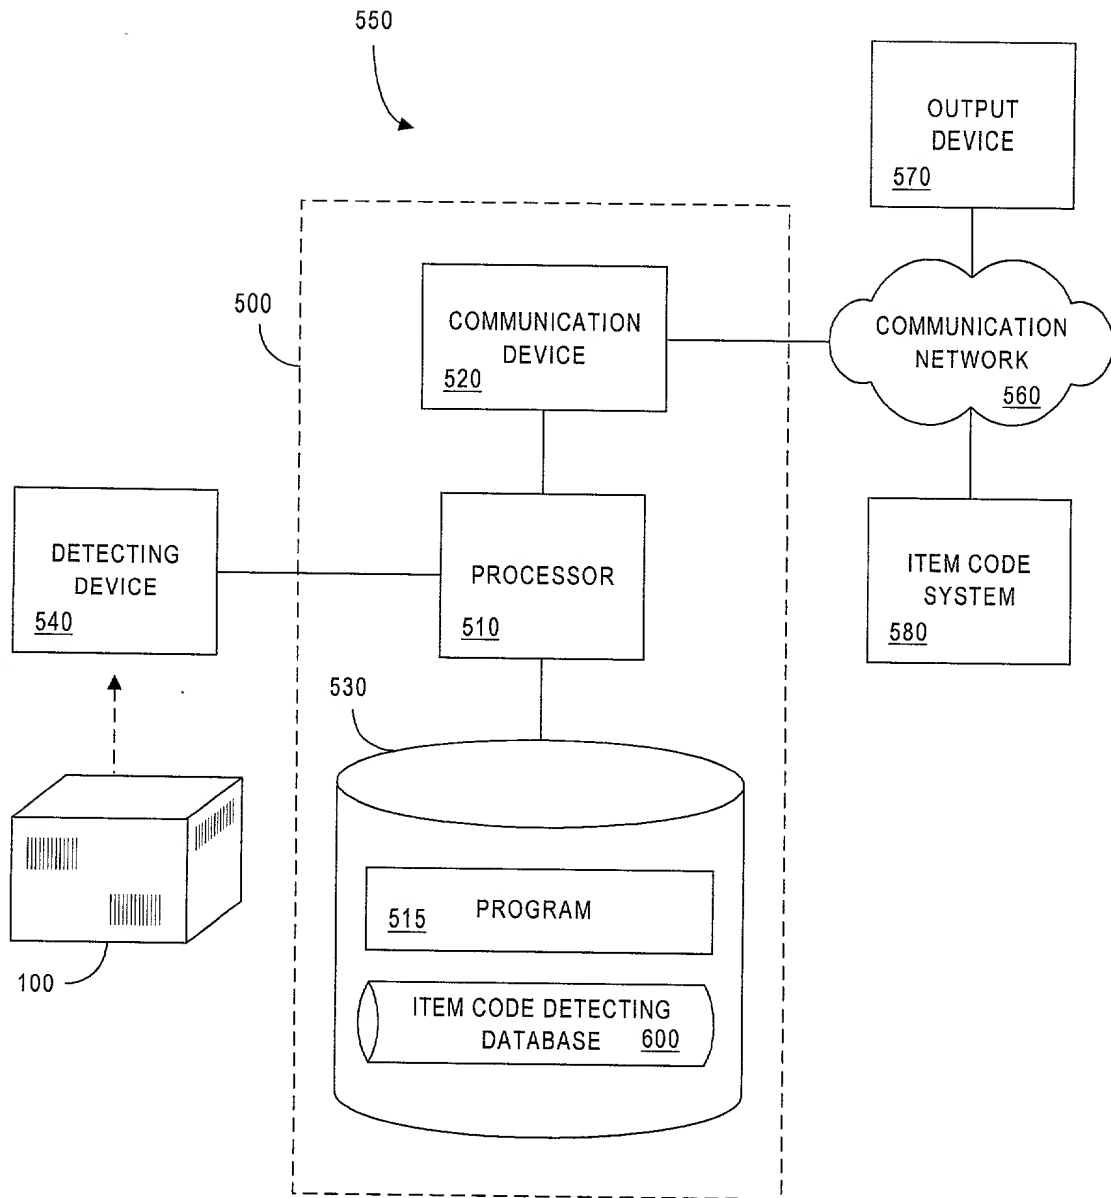 550
OUTPUT
DEVICE
570
500
COMMUNICATION
DEVICE
520
COMMUNICATION
NETWORK
560
DETECTING
DEVICE
540
PROCESSOR
510
ITEM CODE
SYSTEM
580
530
100
515 PROGRAM
ITEM CODE DETECTING
DATABASE 600